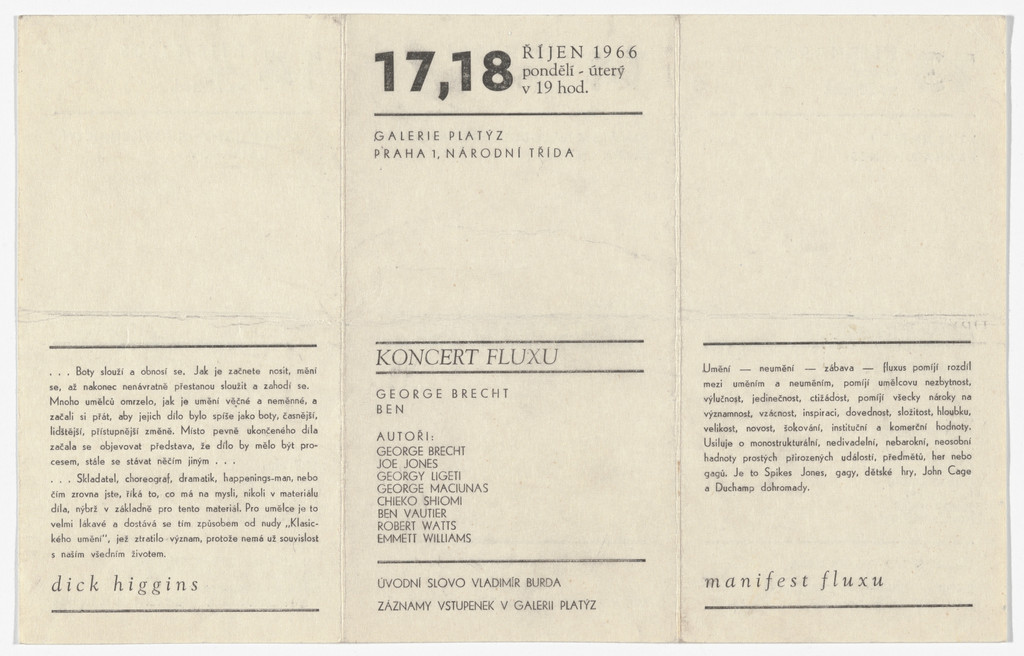 17,18
ŘÍJEN 1966
pondělí - úterý
v 19 hod.
GALERIE PLATÝZ
PRAHA 1, NÁRODNÍ TŘÍDA
. . . Boty slouží a obnosí se. Jak je začnete nosit, mění
se, až nakonec nenávratně přestanou sloužit a zahodí se.
Mnoho umělců omrzelo, jak je umění věčné a neměnné, a
začali si přát, aby jejich dílo bylo spíše jako boty, časnější,
lidštější, přístupnější změně. Místo pevně ukončeného díla
začala se objevovat představa, že dílo by mělo být pro-
cesem, stále se stávat něčím jiným . . .
. . . Skladatel, choreograf, dramatik, happenings-man, nebo
čím zrovna jste, říká to, co má na mysli, nikoli v materiálu
díla, nýbrž v základně pro tento materiál. Pro umělce je to
velmi lákavé a dostává se tím způsobem od nudy „Klasic-
kého umění", jež ztratilo význam, protože nemá už souvislost
s naším všedním životem.
dick higgins
KONCERT FLUXU
GEORGE BRECHT
BEN
AUTOŘI:
GEORGE BRECHT
JOE JONES
GEORGY LIGETI
GEORGE MACIUNAS
CHIEKO SHIOMI
BEN VAUTIER
ROBERT WATTS
EMMETT WILLIAMS
ÚVODNÍ SLOVO VLADIMÍR BURDA
ZÁZNAMY VSTUPENEK V GALERII PLATÝZ
Umění — neumění — zábava — fluxus pomíjí rozdíl
mezi uměním a neuměním, pomíjí umělcovu nezbytnost,
výlučnost, jedinečnost, ctižádost, pomíjí všecky nároky na
významnost, vzácnost, inspiraci, dovednost, složitost, hloubku,
velikost, novost, šokování, instituční a komerční hodnoty.
Usiluje o monostrukturální, nedivadelní, nebarokní, neosobní
hadnoty prostých přirozených událostí, předmětů, her nebo
gagů. Je to Spikes Jones, gagy, dětské hry, John Cage
a Duchamp dohromady.
manifest fluxu